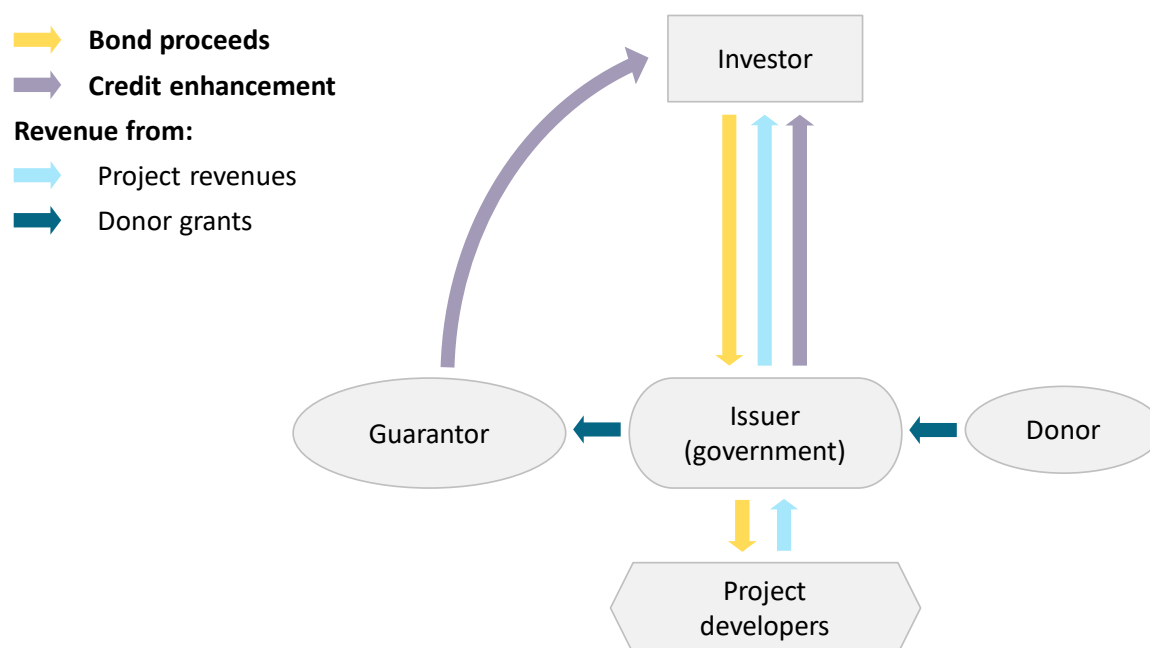 Bond proceeds
Credit enhancement
Revenue from:
Project revenues
Donor grants
Investor
Guarantor
Issuer
(government)
Donor
Project
developers